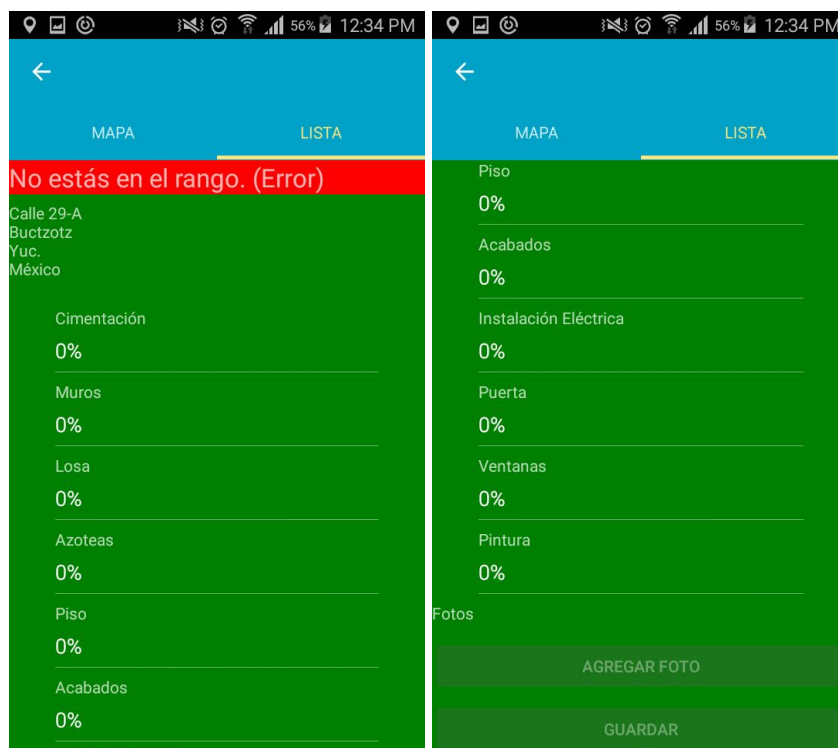 56% 12:34 PM
MAPA LISTA
No estás en el rango. (Error)
Calle 29-A
Buctzotz
Yuc.
México
Cimentación
0%
Muros
0%
Losa
0%
Azoteas
0%
Piso
0%
Acabados
0%
56% 12:34 PM
MAPA LISTA
Piso
0%
Acabados
0%
Instalación Eléctrica
0%
Puerta
0%
Ventanas
0%
Pintura
0%
Fotos
AGREGAR FOTO
GUARDAR